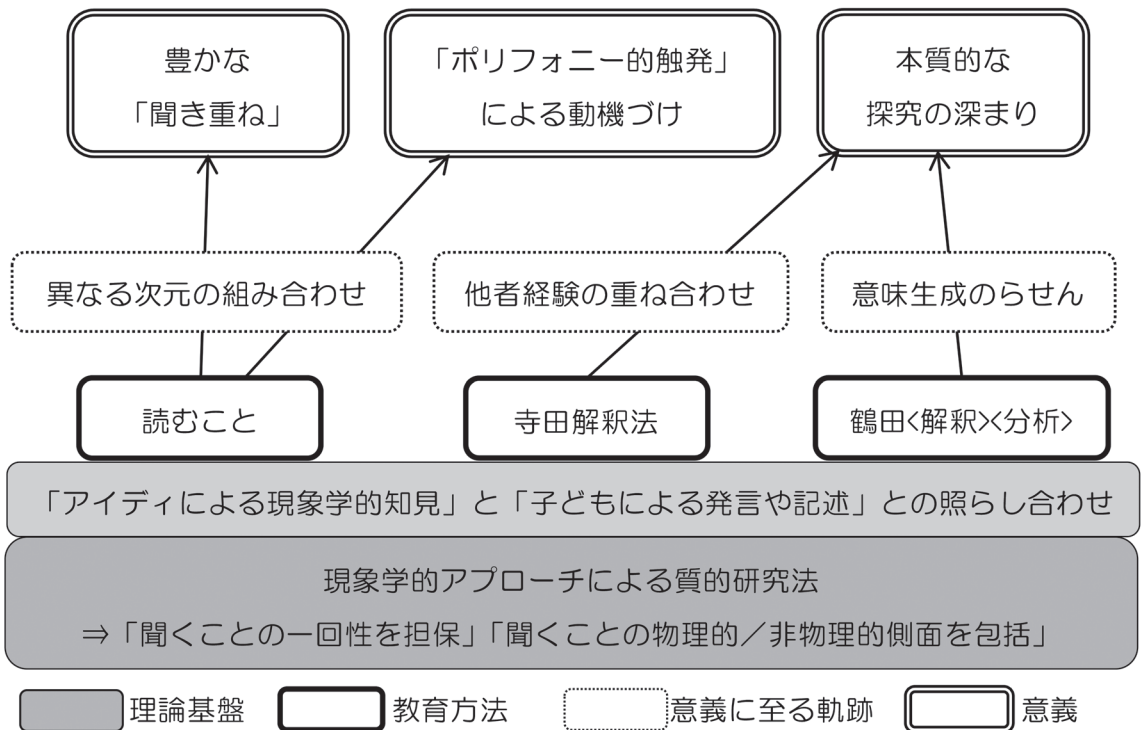 豊かな
「聞き重ね」
「ポリフォニー的触発」
による動機づけ
本質的な
探究の深まり
異なる次元の組み合わせ
他者経験の重ね合わせ
意味生成のらせん
読むこと
寺田解釈法
鶴田<解釈><分析>
「アイディによる現象学的知見」と「子どもによる発言や記述」との照らし合わせ
現象学的アプローチによる質的研究法
⇒「聞くことの一回性を担保」「聞くことの物理的／非物理的側面を包括」
理論基盤
教育方法
意義に至る軌跡
意義